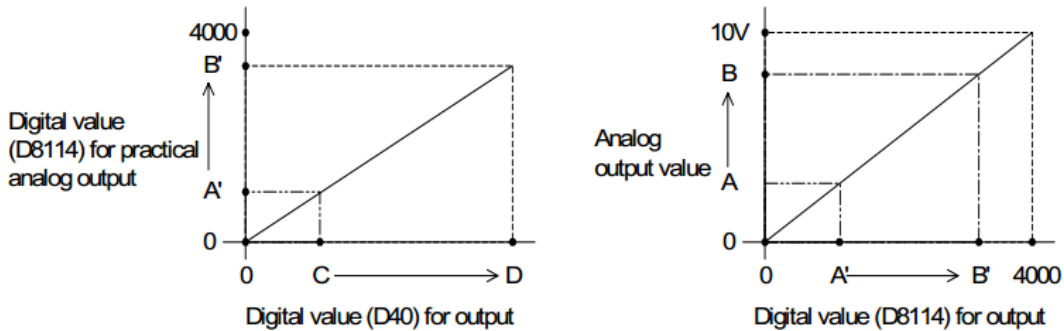 4000
B'
Digital value
(D8114) for practical
analog output
A'
0
0
C
D
Digital value (D40) for output
10V
B
Analog
output value
A
0
0
A'
B'
4000
Digital value (D8114) for output